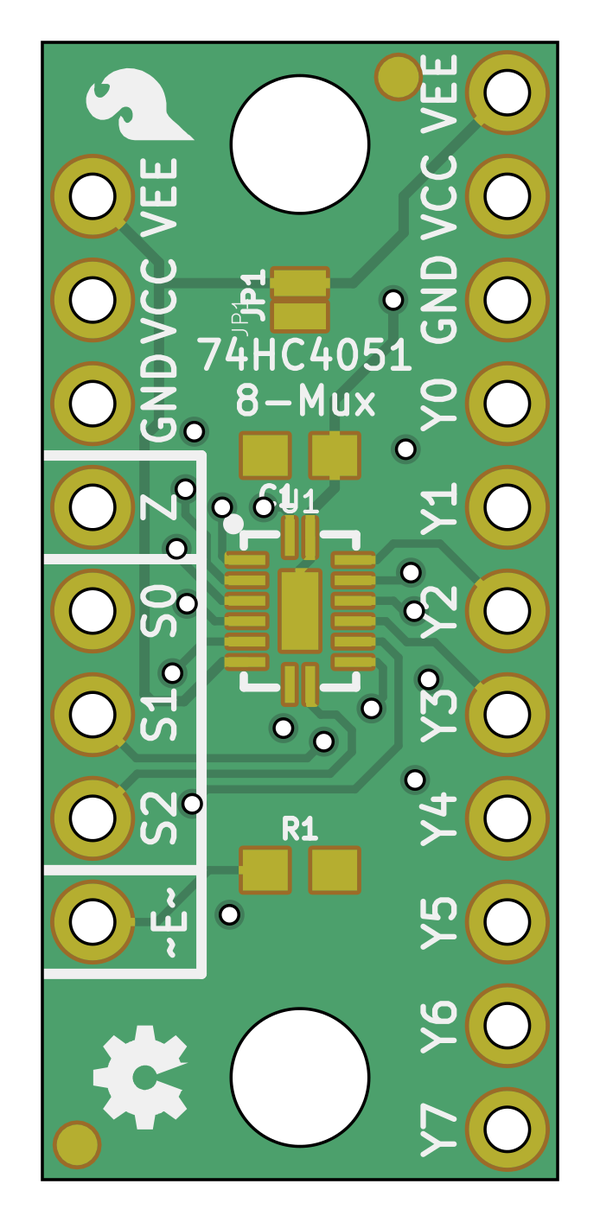 VEE
VEE
VCC
VCC
GND
JP1
JP1
74HC4051
8-Mux
GND
Y0
Z
C1
U1
Y1
S0
Y2
S1
Y3
S2
R1
Y4
~E~
Y5
Y6
Y7